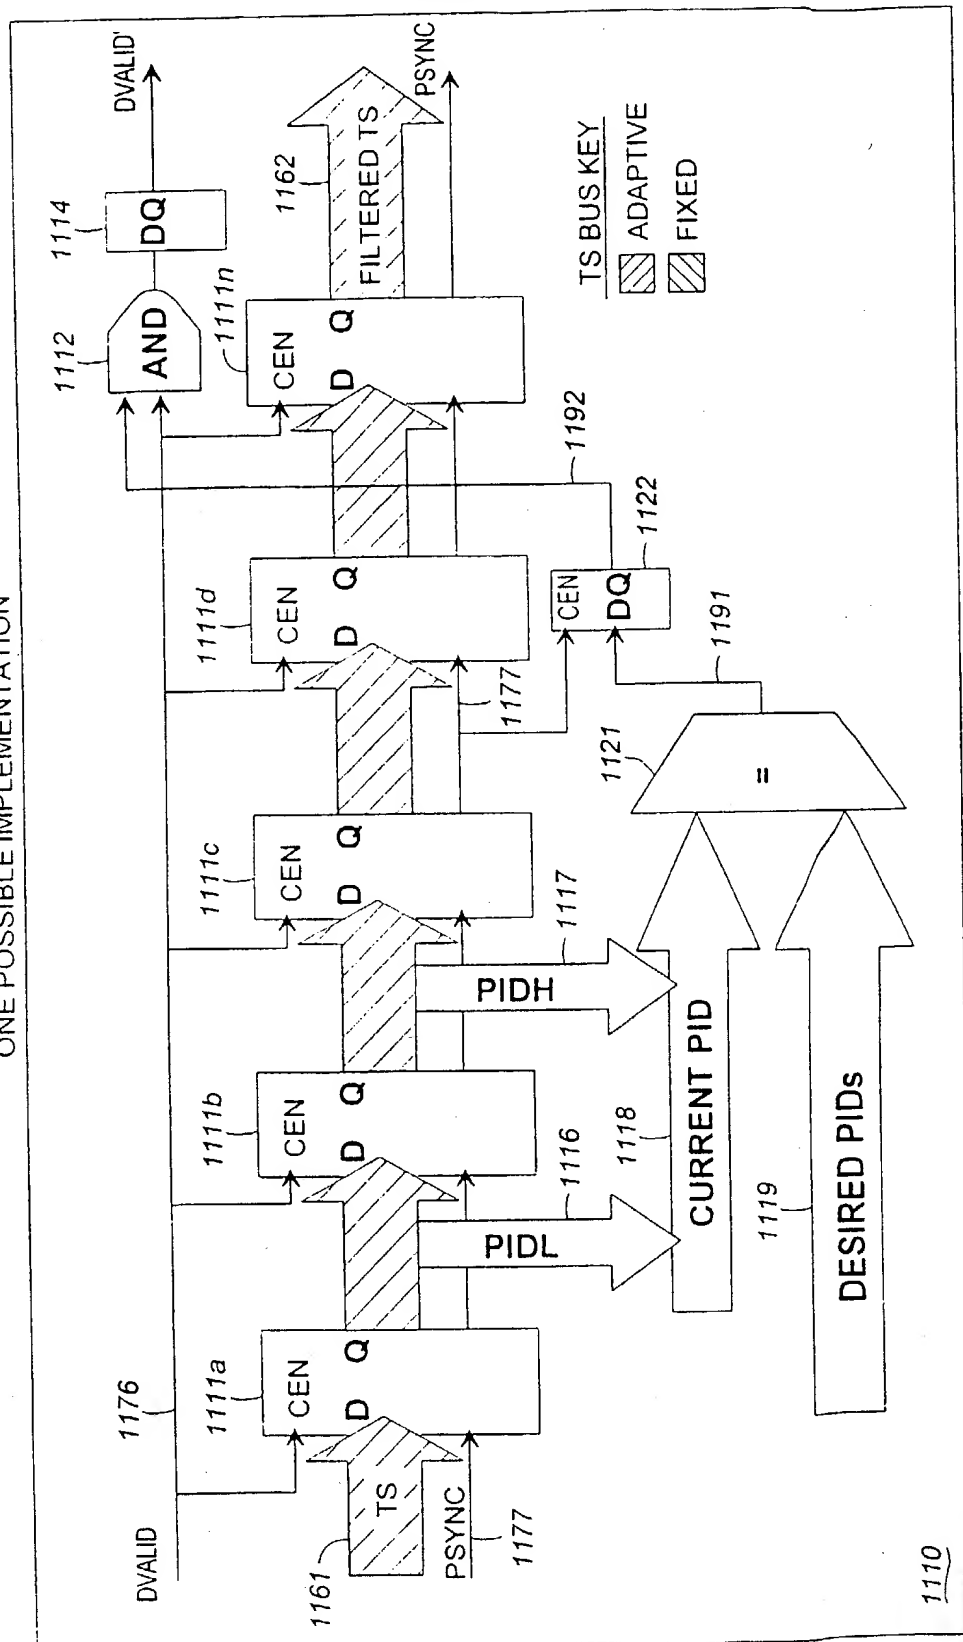 ONE POSSIBLE IMPLEMENTATION
DVALID
1176
1112
AND
1114
DQ
DVALID'
1161
TS
PSYNC
1177
1111a
CEN
D Q
1111b
CEN
D Q
1111c
CEN
D Q
1111d
CEN
D Q
1111n
CEN
D Q
1162
FILTERED TS
PSYNC
1177
1116
PIDL
1117
PIDH
1118
CURRENT PID
1119
DESIRED PIDs
1121
=
1191
CEN
DQ
1122
1192
TS BUS KEY
ADAPTIVE
FIXED
1110